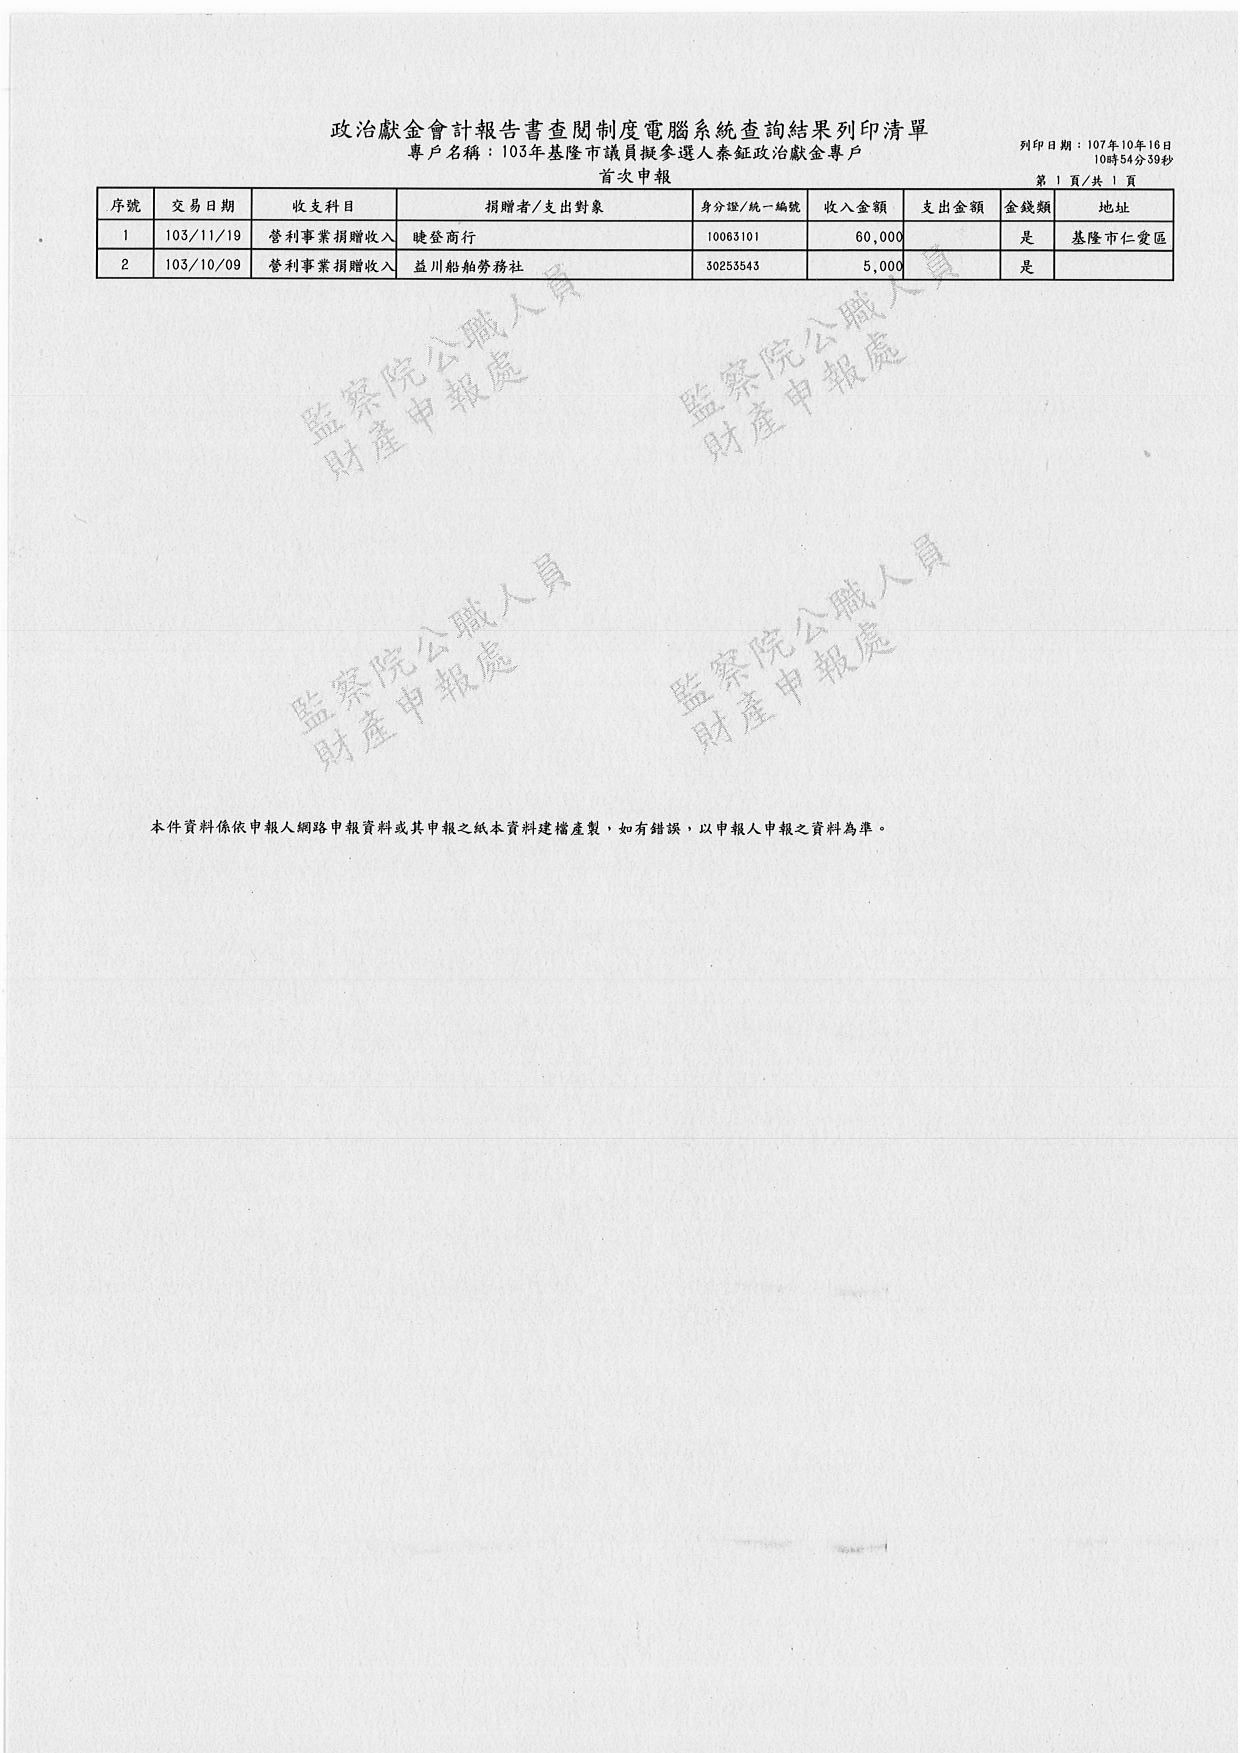 政治獻金會計報告書查閱制度電腦系統查詢結果列印清單
專戶名稱：103年基隆市議員擬參選人秦鉦政治獻金專戶
列印日期：107年10年16日
10時54分39秒
首次申報
第 1 頁/共 1 頁
序號 交易日期 收支科目 捐贈者/支出對象 身分證/統一編號 收入金額 支出金額 金錢類 地址
1 103/11/19 營利事業捐贈收入 睫登商行 10063101 60,000 是 基隆市仁愛區
2 103/10/09 營利事業捐贈收入 益川船舶勞務社 30253543 5,000 是
監察院公職人員
財產申報處
監察院公職人員
財產申報處
監察院公職人員
財產申報處
監察院公職人員
財產申報處
本件資料係依申報人網路申報資料或其申報之紙本資料建檔產製，如有錯誤，以申報人申報之資料為準。